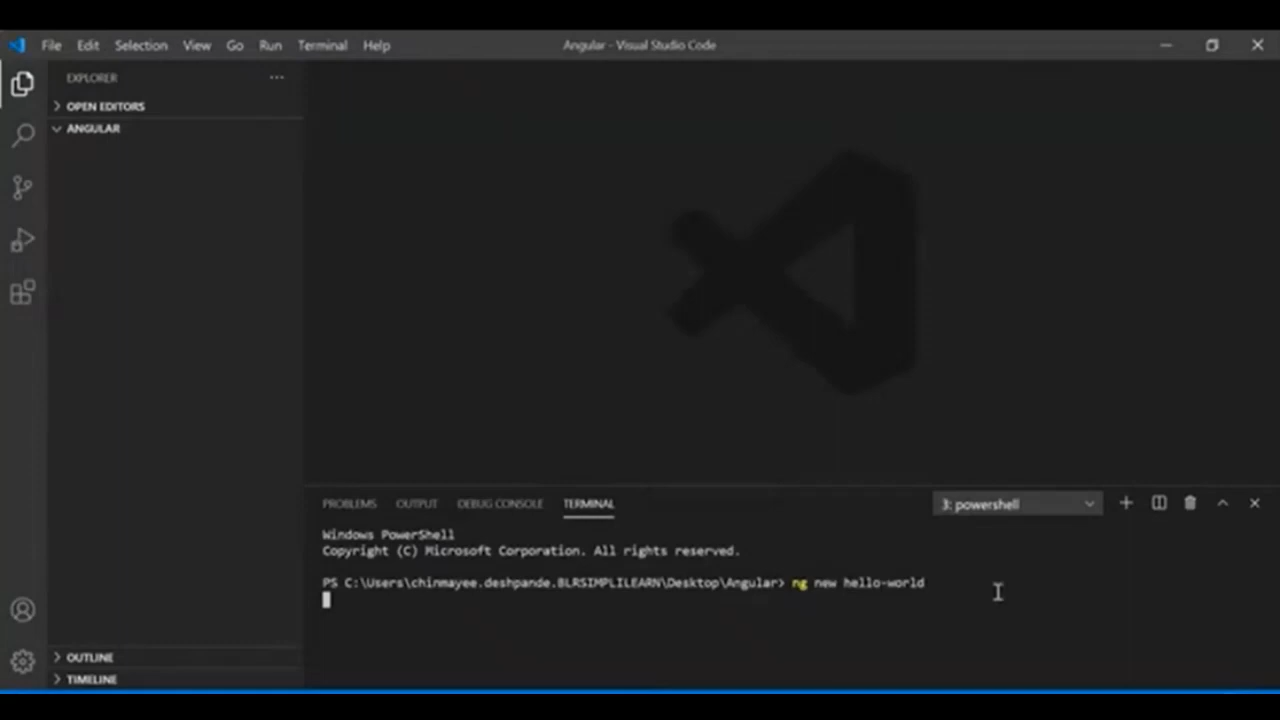 File Edit Selection View Go Run Terminal Help Angular - Visual Studio Code
EXPLORER
OPEN EDITORS
ANGULAR
PROBLEMS OUTPUT DEBUG CONSOLE TERMINAL 3: powershell
Windows PowerShell
Copyright (C) Microsoft Corporation. All rights reserved.
PS C:\Users\chinmayee.deshpande.BLRSIMPLILEARN\Desktop\Angular> ng new hello-world
OUTLINE
TIMELINE